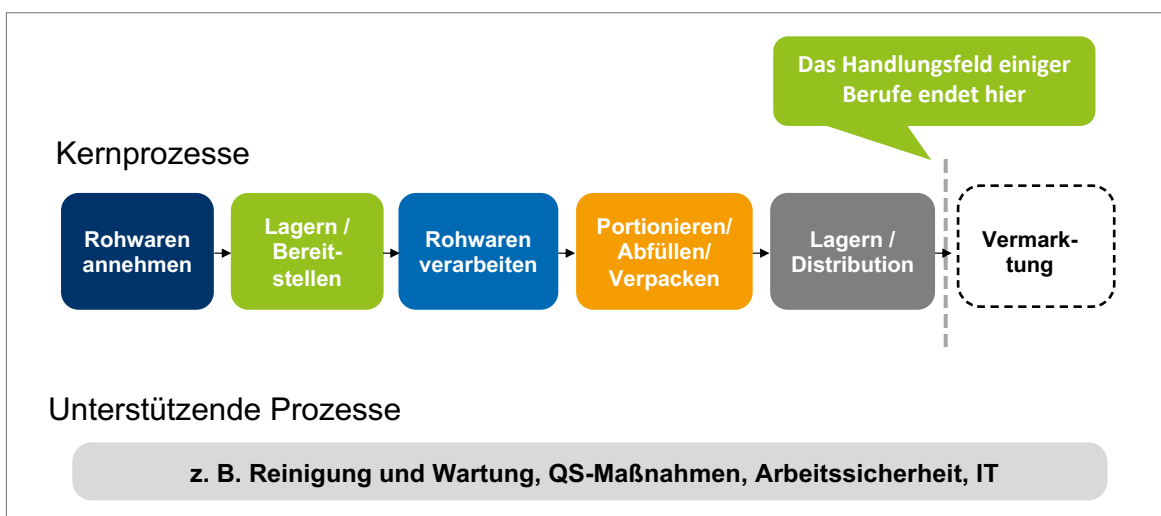 Das Handlungsfeld einiger
Berufe endet hier
Kernprozesse
Rohwaren
annehmen
Lagern /
Bereit-
stellen
Rohwaren
verarbeiten
Portionieren/
Abfüllen/
Verpacken
Lagern /
Distribution
Vermark-
tung
Unterstützende Prozesse
z. B. Reinigung und Wartung, QS-Maßnahmen, Arbeitssicherheit, IT